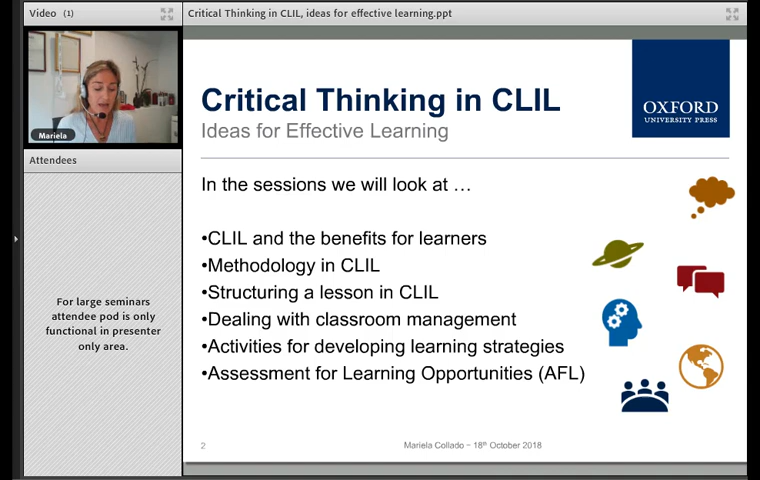 Video (1)
Critical Thinking in CLIL, ideas for effective learning.ppt
Mariela
Attendees
For large seminars
attendee pod is only
functional in presenter
only area.
Critical Thinking in CLIL
Ideas for Effective Learning
OXFORD
UNIVERSITY PRESS
In the sessions we will look at …
•CLIL and the benefits for learners
•Methodology in CLIL
•Structuring a lesson in CLIL
•Dealing with classroom management
•Activities for developing learning strategies
•Assessment for Learning Opportunities (AFL)
2
Mariela Collado – 18th October 2018